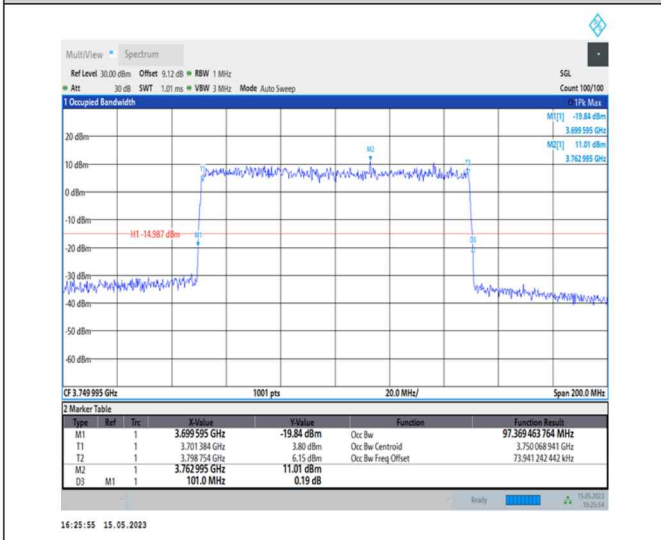 MultiView Spectrum
Ref Level 30.00 dBm Offset 9.12 dB RBW 1 MHz SGL
Att 30 dB SWT 1.01 ms VBW 3 MHz Mode Auto Sweep Count 100/100
1 Occupied Bandwidth 1Pk Max
M1[1] -19.84 dBm
3.699 595 GHz
20 dBm
M2[1] 11.01 dBm
3.762 995 GHz
M2
10 dBm
T1 T2
0 dBm
-10 dBm
H1 -14.987 dBm
M1 D3
-20 dBm
-30 dBm
-40 dBm
-50 dBm
-60 dBm
CF 3.749 995 GHz 1001 pts 20.0 MHz/ Span 200.0 MHz
2 Marker Table
Type Ref Trc X-Value Y-Value Function Function Result
M1 1 3.699 595 GHz -19.84 dBm Occ Bw 97.369 463 764 MHz
T1 1 3.701 384 GHz 3.80 dBm Occ Bw Centroid 3.750 068 941 GHz
T2 1 3.798 754 GHz 6.15 dBm Occ Bw Freq Offset 73.941 242 442 kHz
M2 1 3.762 995 GHz 11.01 dBm
D3 M1 1 101.0 MHz 0.19 dB
Ready 15.05.2023
16:25:54
16:25:55 15.05.2023